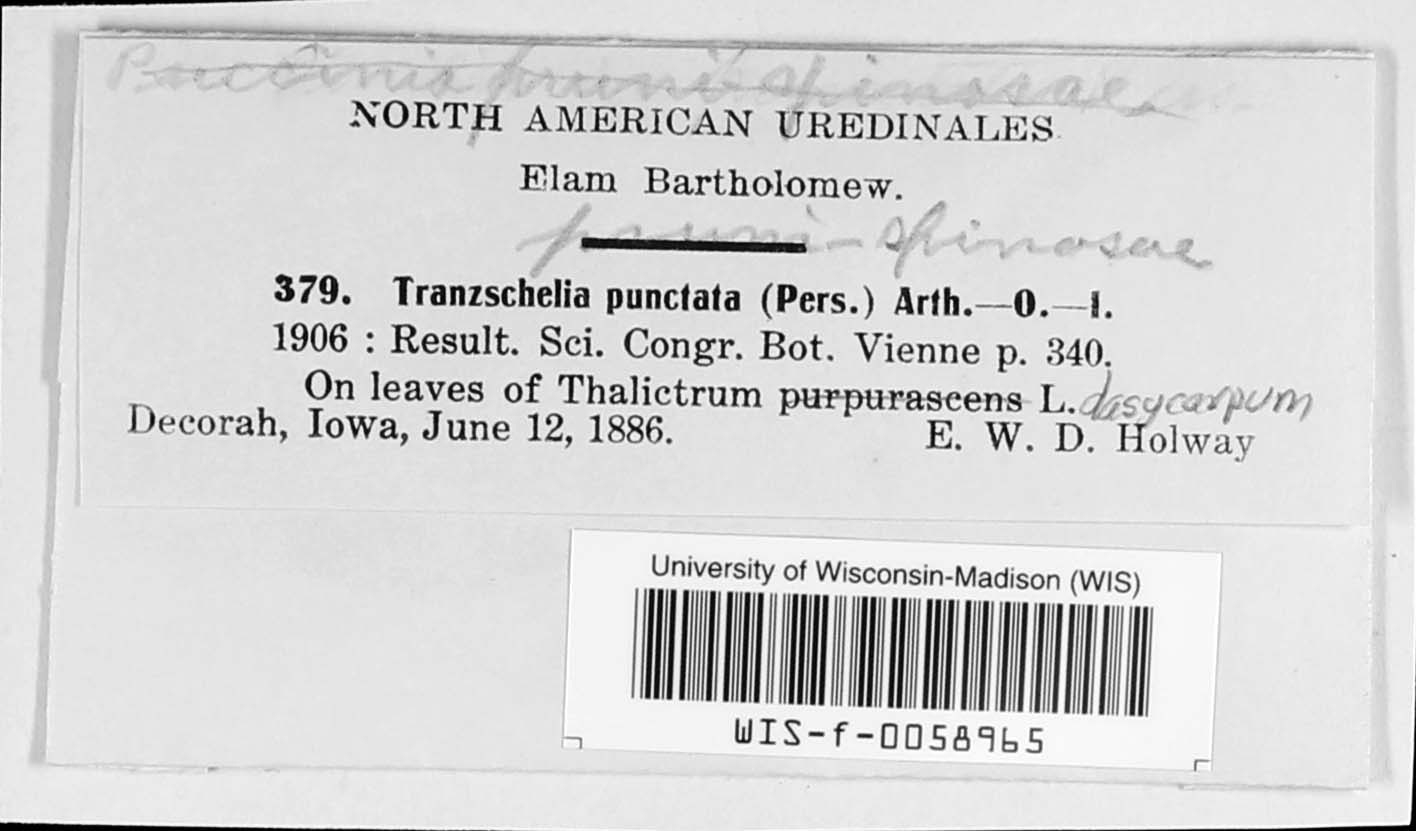 Puccinia pruni spinosae
NORTH AMERICAN UREDINALES
Elam Bartholomew.
pruni-spinosae
379. Tranzschelia punctata (Pers.) Arth.—O.—I.
1906 : Result. Sci. Congr. Bot. Vienne p. 340.
On leaves of Thalictrum purpurascens L. dasycarpum
Decorah, Iowa, June 12, 1886. E. W. D. Holway
University of Wisconsin-Madison (WIS)
WIS-f-0058965